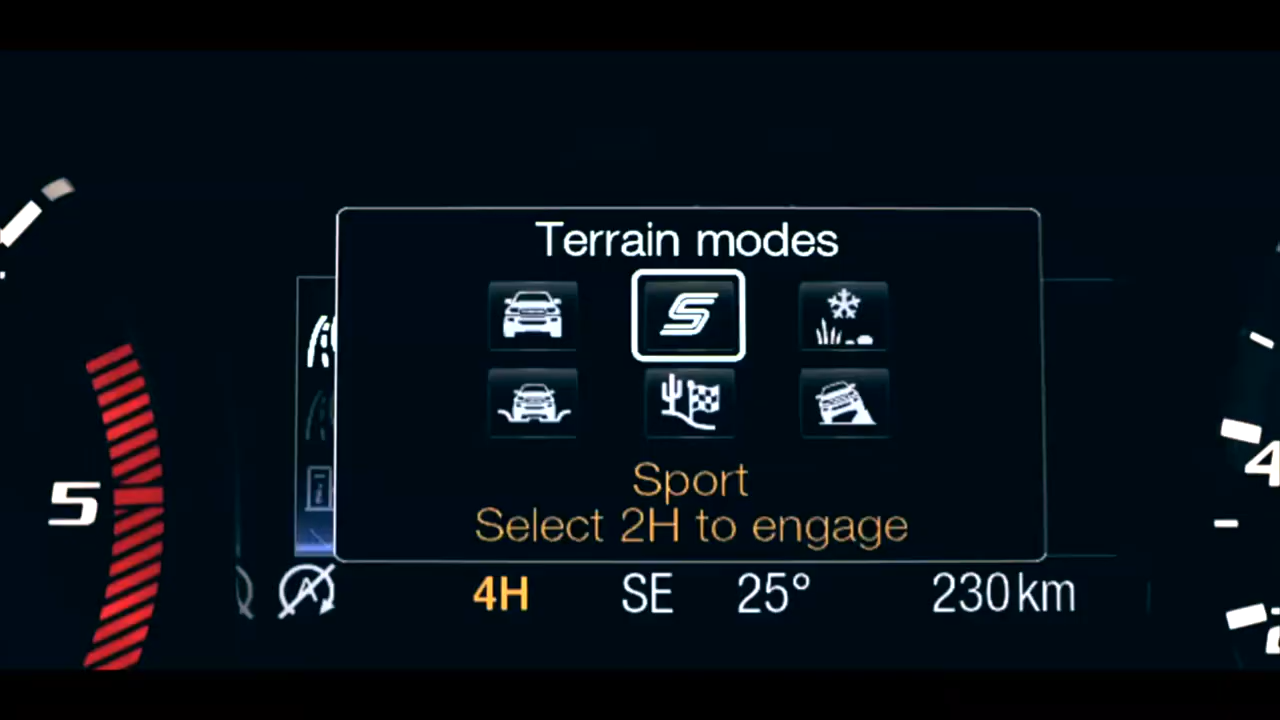 Terrain modes
S
5
4
Sport
Select 2H to engage
4H SE 25° 230km